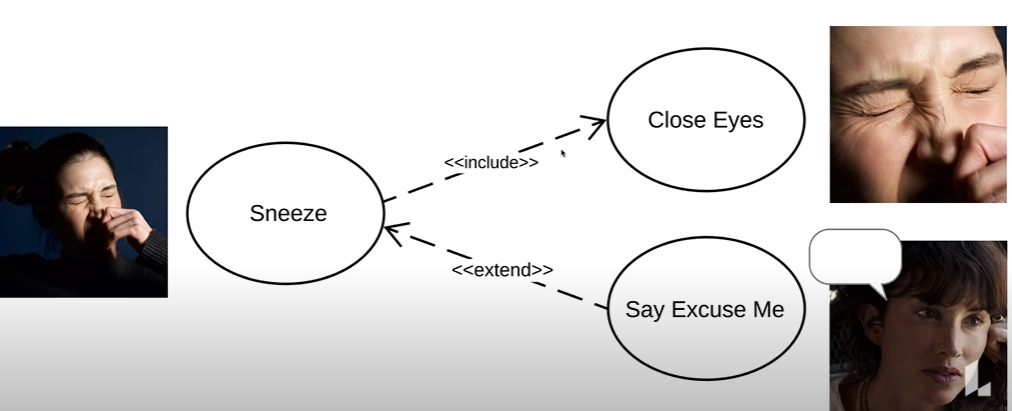 Close Eyes
<<include>>
Sneeze
<<extend>>
Say Excuse Me